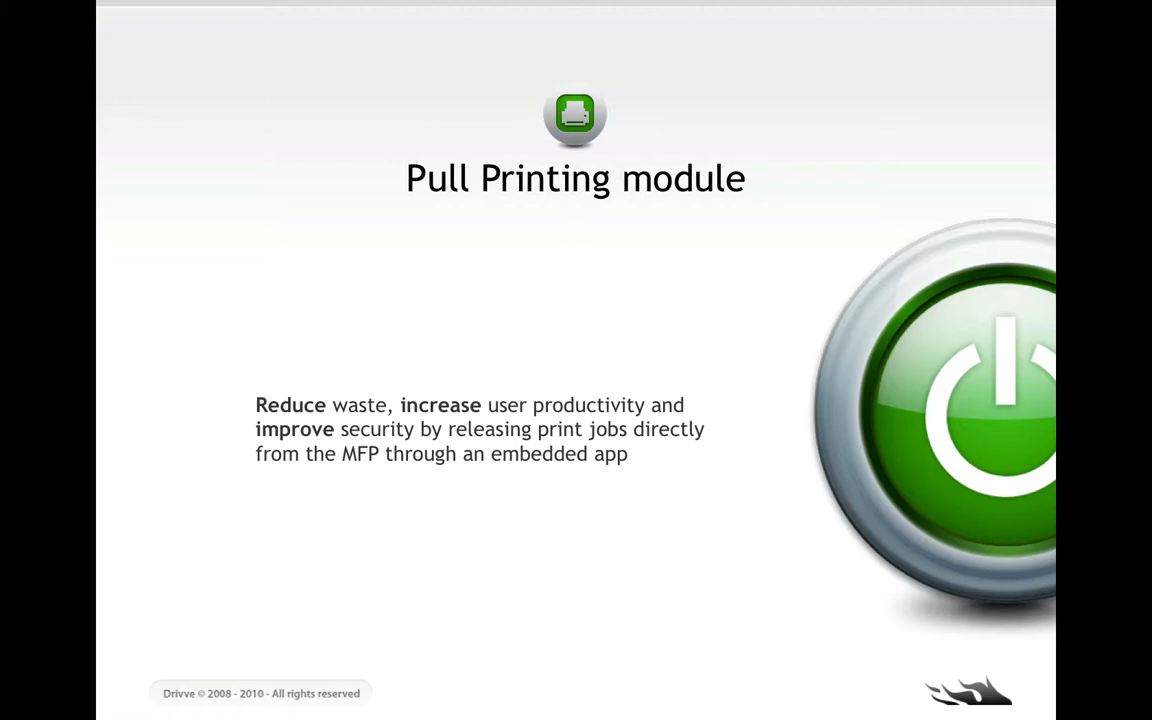 Pull Printing module
Reduce waste, increase user productivity and
improve security by releasing print jobs directly
from the MFP through an embedded app
Drivve © 2008 - 2010 - All rights reserved